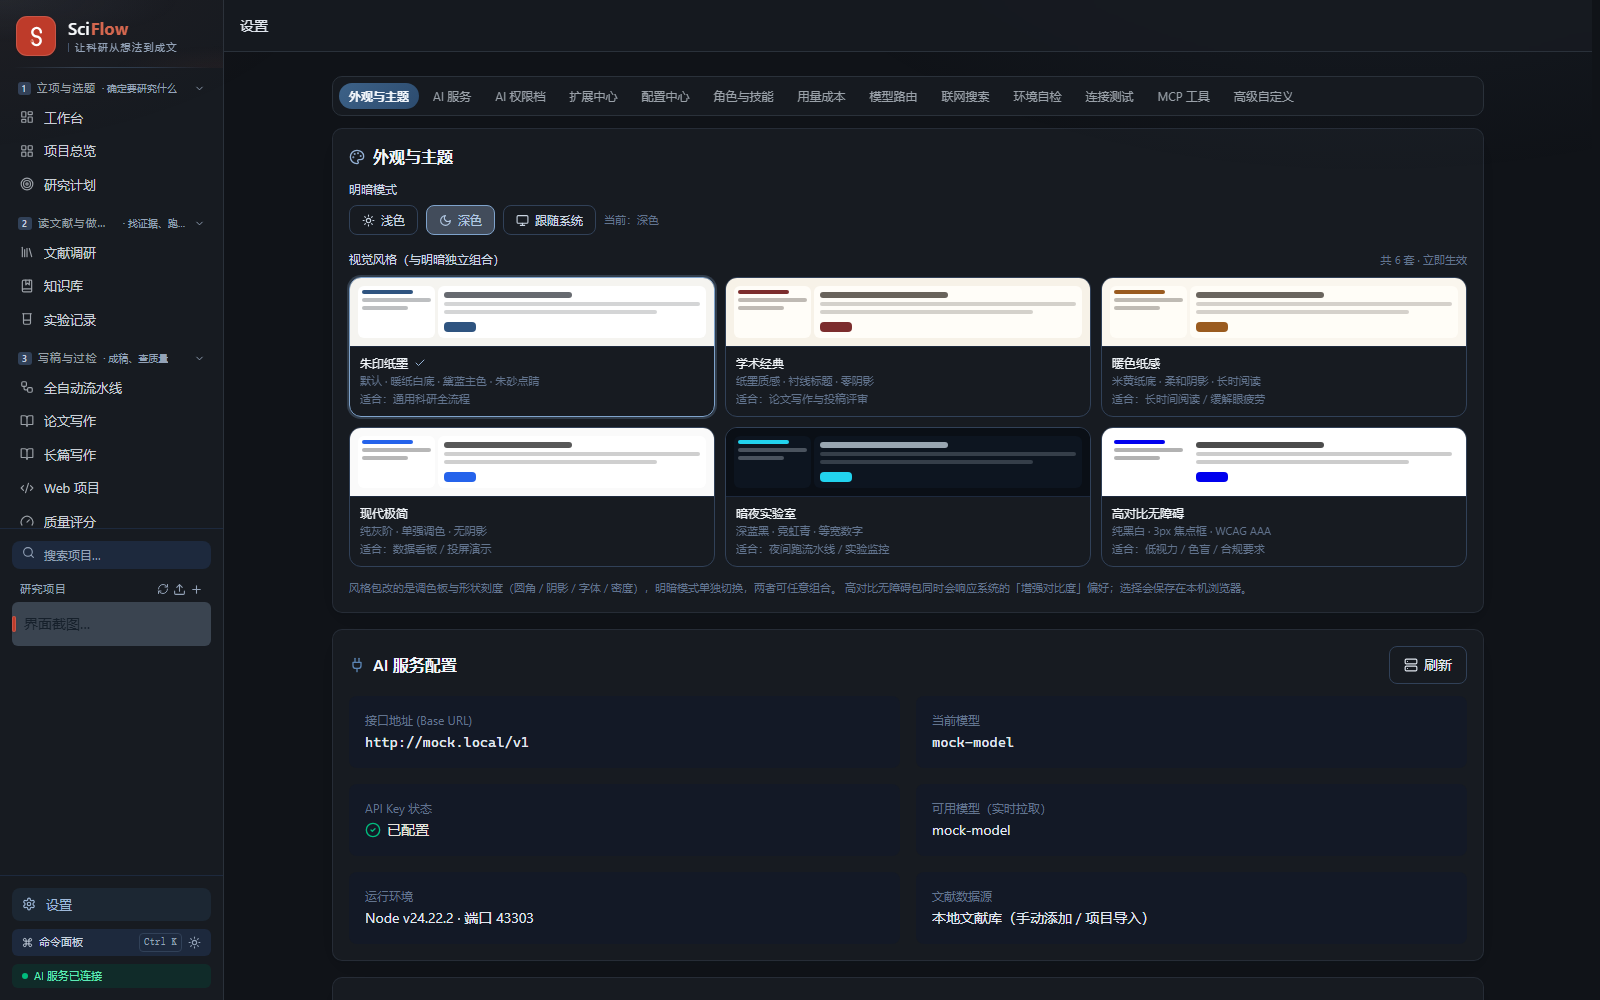 S
SciFlow
让科研从想法到成文
1 立项与选题 · 确定要研究什么
工作台
项目总览
研究计划
2 读文献与做... · 找证据、跑...
文献调研
知识库
实验记录
3 写稿与过检 · 成稿、查质量
全自动流水线
论文写作
长篇写作
Web 项目
质量评分
搜索项目...
研究项目
界面截图...
设置
命令面板 Ctrl K
AI 服务已连接
设置
外观与主题 AI 服务 AI 权限档 扩展中心 配置中心 角色与技能 用量成本 模型路由 联网搜索 环境自检 连接测试 MCP 工具 高级自定义
外观与主题
明暗模式
浅色 深色 跟随系统 当前：深色
视觉风格（与明暗独立组合） 共 6 套 · 立即生效
朱印纸墨
默认 · 暖纸白底 · 黛蓝主色 · 朱砂点睛
适合：通用科研全流程
学术经典
纸墨质感 · 衬线标题 · 零阴影
适合：论文写作与投稿评审
暖色纸感
米黄纸底 · 柔和阴影 · 长时阅读
适合：长时间阅读 / 缓解眼疲劳
现代极简
纯灰阶 · 单强调色 · 无阴影
适合：数据看板 / 投屏演示
暗夜实验室
深蓝黑 · 霓虹青 · 等宽数字
适合：夜间跑流水线 / 实验监控
高对比无障碍
纯黑白 · 3px 焦点框 · WCAG AAA
适合：低视力 / 色盲 / 合规要求
风格包改的是调色板与形状刻度（圆角 / 阴影 / 字体 / 密度），明暗模式单独切换，两者可任意组合。 高对比无障碍包同时会响应系统的「增强对比度」偏好；选择会保存在本机浏览器。
AI 服务配置
刷新
接口地址 (Base URL)
http://mock.local/v1
当前模型
mock-model
API Key 状态
已配置
可用模型（实时拉取）
mock-model
运行环境
Node v24.22.2 · 端口 43303
文献数据源
本地文献库（手动添加 / 项目导入）